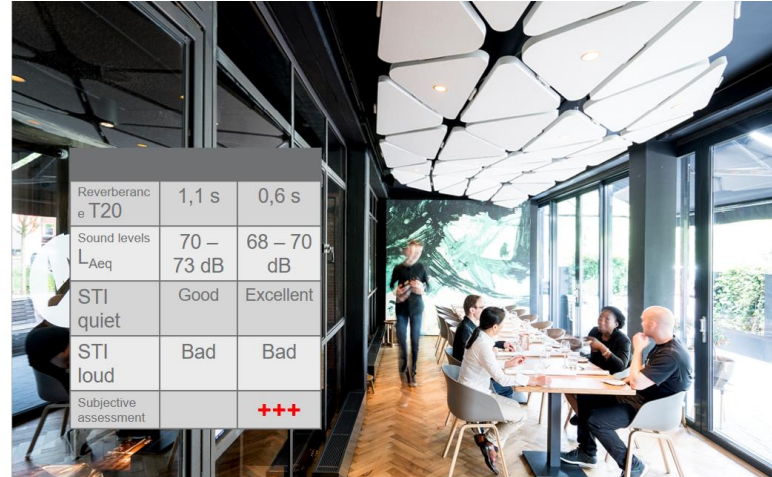 Reverberanc 1,1 s 0,6 s
e T20
Sound levels 70 – 68 – 70
LAeq 73 dB dB
STI Good Excellent
quiet
STI Bad Bad
loud
Subjective +++
assessment